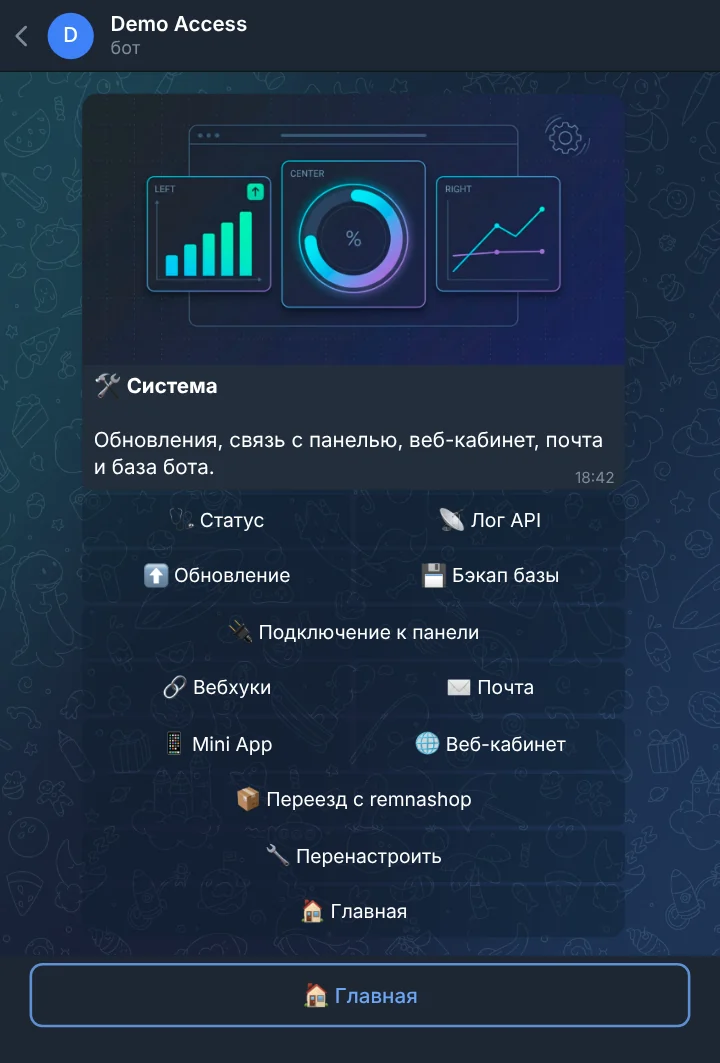 Demo Access
D
бот
CENTER
LEFT
RIGHT
%
🛠 Система
Обновления, связь с панелью, веб-кабинет, почта
и база бота.
18:42
🩺 Статус
📡 Лог API
⬆️ Обновление
💾 Бэкап базы
🔌 Подключение к панели
🔗 Вебхуки
✉️ Почта
📱 Mini App
🌐 Веб-кабинет
📦 Переезд с remnashop
🔧 Перенастроить
🏠 Главная
🏠 Главная